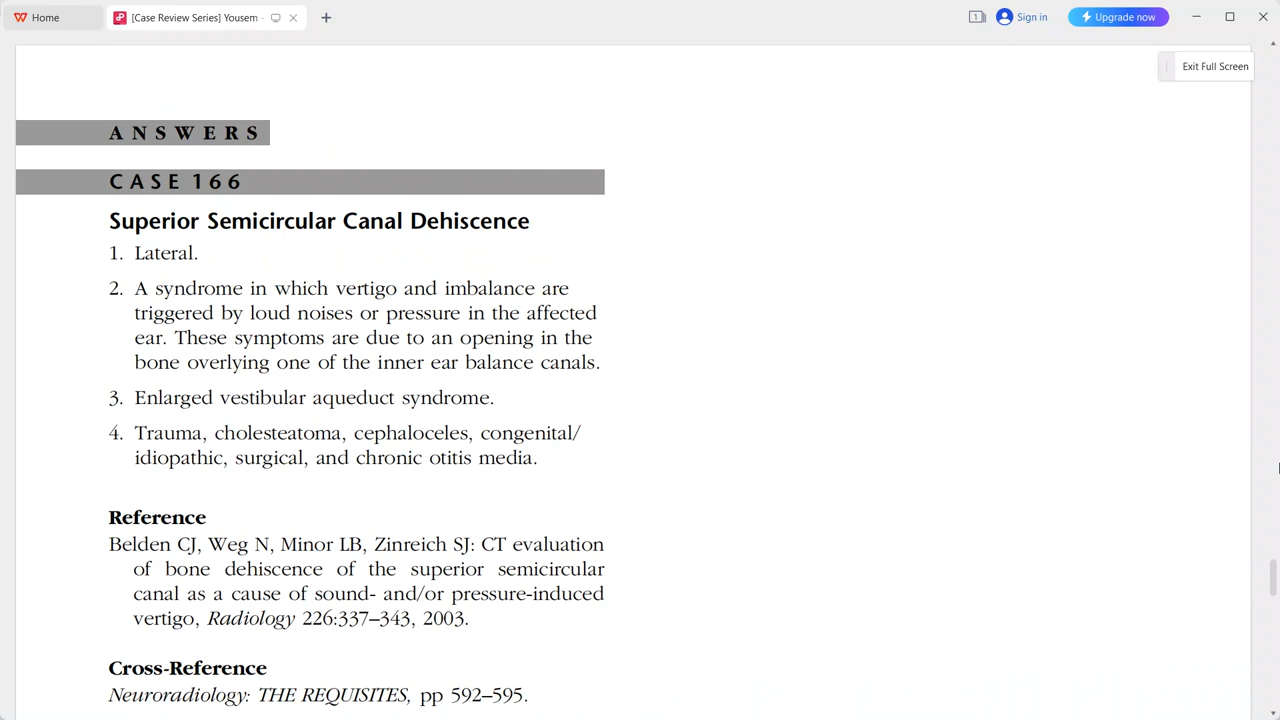 Home
[Case Review Series] Yousem -
1
Sign in
Upgrade now
Exit Full Screen
ANSWERS
CASE 166
Superior Semicircular Canal Dehiscence
1. Lateral.
2. A syndrome in which vertigo and imbalance are
triggered by loud noises or pressure in the affected
ear. These symptoms are due to an opening in the
bone overlying one of the inner ear balance canals.
3. Enlarged vestibular aqueduct syndrome.
4. Trauma, cholesteatoma, cephaloceles, congenital/
idiopathic, surgical, and chronic otitis media.
Reference
Belden CJ, Weg N, Minor LB, Zinreich SJ: CT evaluation
of bone dehiscence of the superior semicircular
canal as a cause of sound- and/or pressure-induced
vertigo, Radiology 226:337–343, 2003.
Cross-Reference
Neuroradiology: THE REQUISITES, pp 592–595.